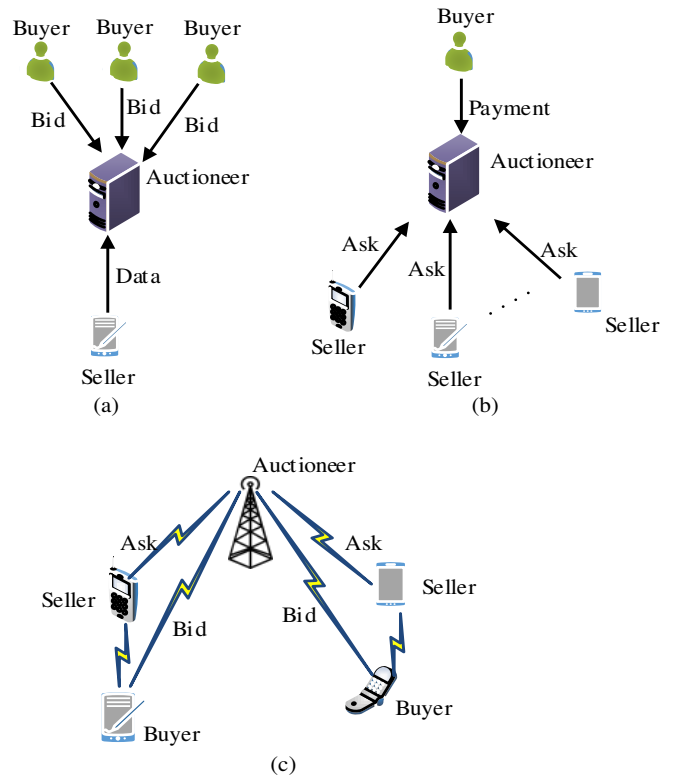 Buyer Buyer Buyer
Bid Bid Bid
Auctioneer
Data
Seller
(a)
Buyer
Payment
Auctioneer
Ask Ask Ask
. . . .
Seller Seller Seller
(b)
Auctioneer
Ask Ask
Seller Seller
Bid Bid
Buyer Buyer
(c)